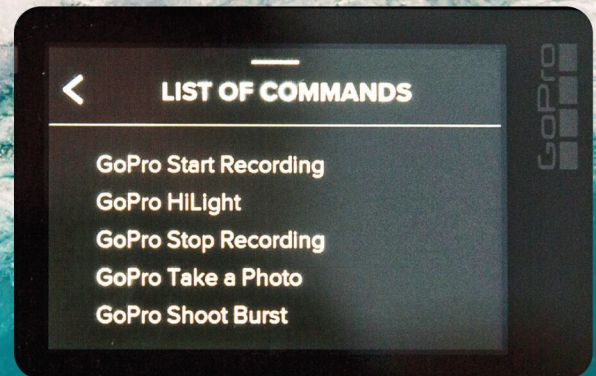 LIST OF COMMANDS
GoPro Start Recording
GoPro HiLight
GoPro Stop Recording
GoPro Take a Photo
GoPro Shoot Burst
GoPro